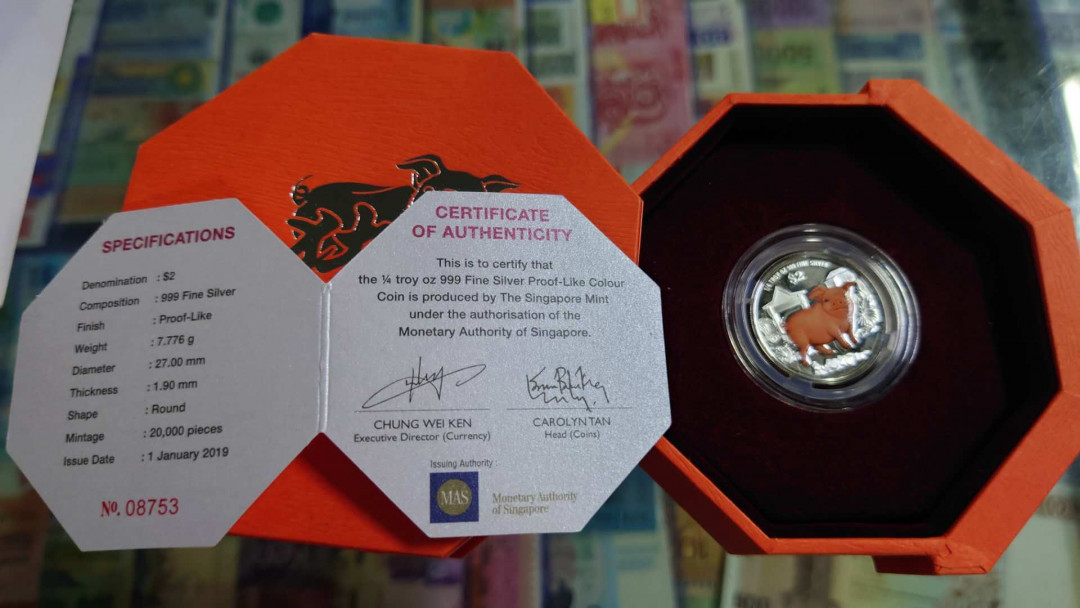 SPECIFICATIONS
Denomination : $2
Composition : 999 Fine Silver
Finish : Proof-Like
Weight : 7.776 g
Diameter : 27.00 mm
Thickness : 1.90 mm
Shape : Round
Mintage : 20,000 pieces
Issue Date : 1 January 2019
No. 08753
CERTIFICATE
OF AUTHENTICITY
This is to certify that
the ¼ troy oz 999 Fine Silver Proof-Like Colour
Coin is produced by The Singapore Mint
under the authorisation of the
Monetary Authority of Singapore.
CHUNG WEI KEN
Executive Director (Currency)
CAROLYN TAN
Head (Coins)
Issuing Authority
MAS
Monetary Authority
of Singapore
999 FINE SILVER
$2